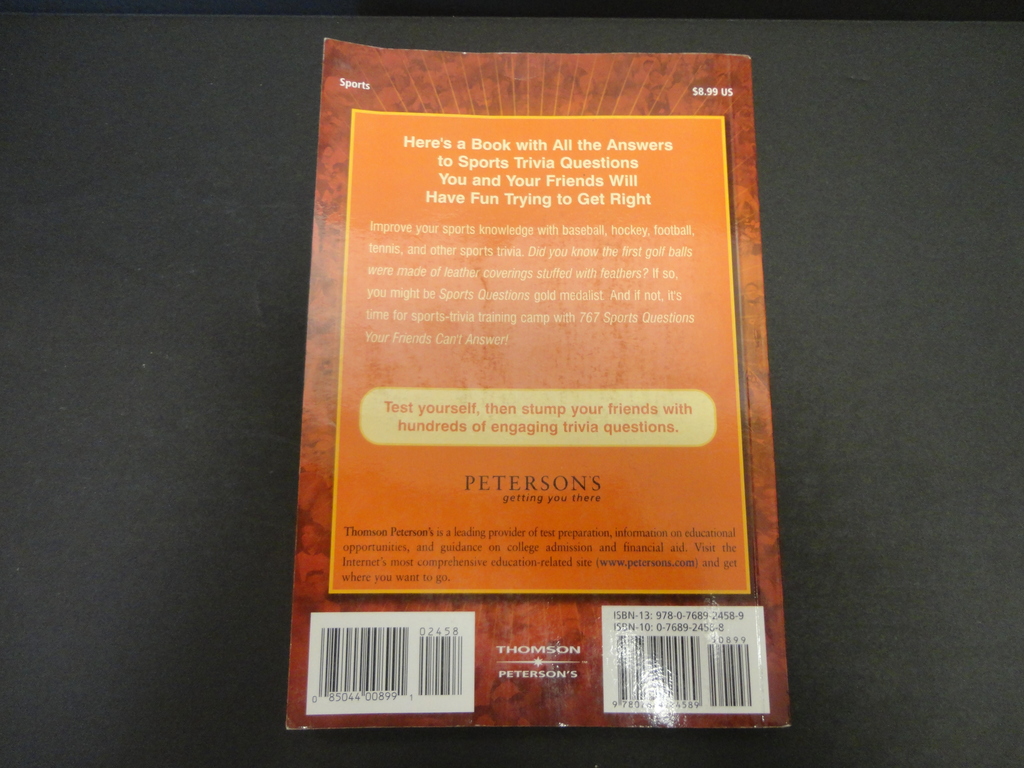 Sports
$8.99 US
Here's a Book with All the Answers
to Sports Trivia Questions
You and Your Friends Will
Have Fun Trying to Get Right
Improve your sports knowledge with baseball, hockey, football,
tennis, and other sports trivia. Did you know the first golf balls
were made of leather coverings stuffed with feathers? If so,
you might be Sports Questions gold medalist. And if not, it's
time for sports-trivia training camp with 767 Sports Questions
Your Friends Can't Answer!
Test yourself, then stump your friends with
hundreds of engaging trivia questions.
PETERSON'S
getting you there
Thomson Peterson's is a leading provider of test preparation, information on educational
opportunities, and guidance on college admission and financial aid. Visit the
Internet's most comprehensive education-related site (www.petersons.com) and get
where you want to go.
02458
0 85044 00899 1
THOMSON
PETERSON'S
ISBN-13: 978-0-7689-2458-9
ISBN-10: 0-7689-2458-8